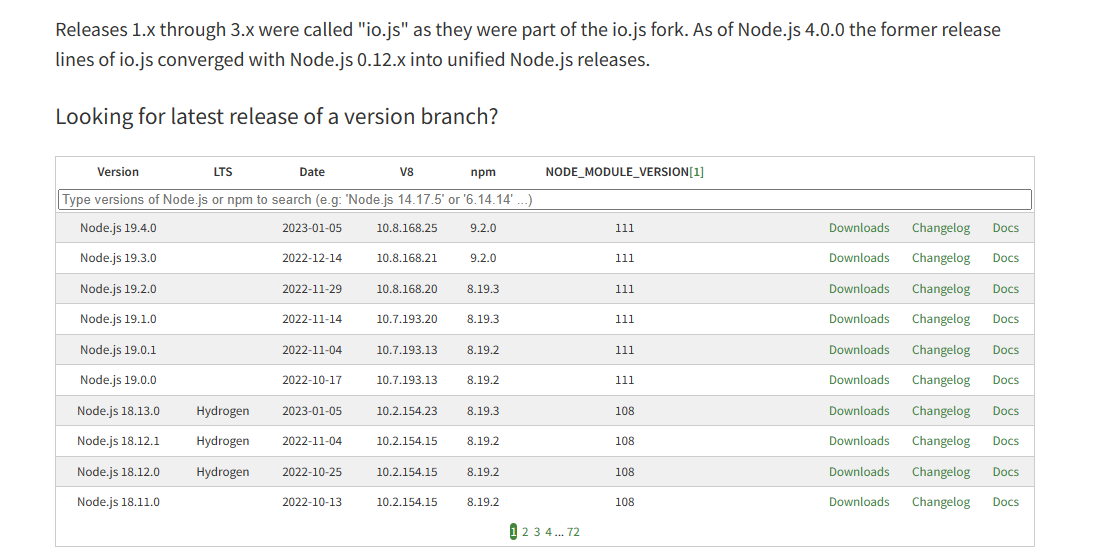 Releases 1.x through 3.x were called "io.js" as they were part of the io.js fork. As of Node.js 4.0.0 the former release
lines of io.js converged with Node.js 0.12.x into unified Node.js releases.
Looking for latest release of a version branch?
Version LTS Date V8 npm NODE_MODULE_VERSION[1]
Type versions of Node.js or npm to search (e.g: 'Node.js 14.17.5' or '6.14.14' ...)
Node.js 19.4.0 2023-01-05 10.8.168.25 9.2.0 111 Downloads Changelog Docs
Node.js 19.3.0 2022-12-14 10.8.168.21 9.2.0 111 Downloads Changelog Docs
Node.js 19.2.0 2022-11-29 10.8.168.20 8.19.3 111 Downloads Changelog Docs
Node.js 19.1.0 2022-11-14 10.7.193.20 8.19.3 111 Downloads Changelog Docs
Node.js 19.0.1 2022-11-04 10.7.193.13 8.19.2 111 Downloads Changelog Docs
Node.js 19.0.0 2022-10-17 10.7.193.13 8.19.2 111 Downloads Changelog Docs
Node.js 18.13.0 Hydrogen 2023-01-05 10.2.154.23 8.19.3 108 Downloads Changelog Docs
Node.js 18.12.1 Hydrogen 2022-11-04 10.2.154.15 8.19.2 108 Downloads Changelog Docs
Node.js 18.12.0 Hydrogen 2022-10-25 10.2.154.15 8.19.2 108 Downloads Changelog Docs
Node.js 18.11.0 2022-10-13 10.2.154.15 8.19.2 108 Downloads Changelog Docs
1 2 3 4 ... 72